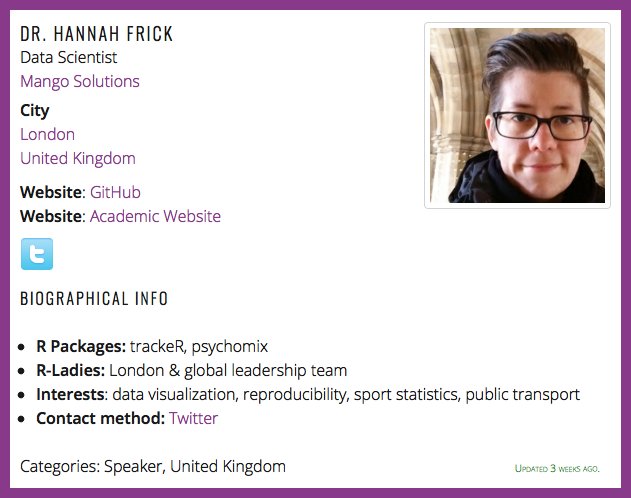 DR. HANNAH FRICK
Data Scientist
Mango Solutions
City
London
United Kingdom
Website: GitHub
Website: Academic Website
BIOGRAPHICAL INFO
R Packages: trackeR, psychomix
R-Ladies: London & global leadership team
Interests: data visualization, reproducibility, sport statistics, public transport
Contact method: Twitter
Categories: Speaker, United Kingdom
Updated 3 weeks ago.